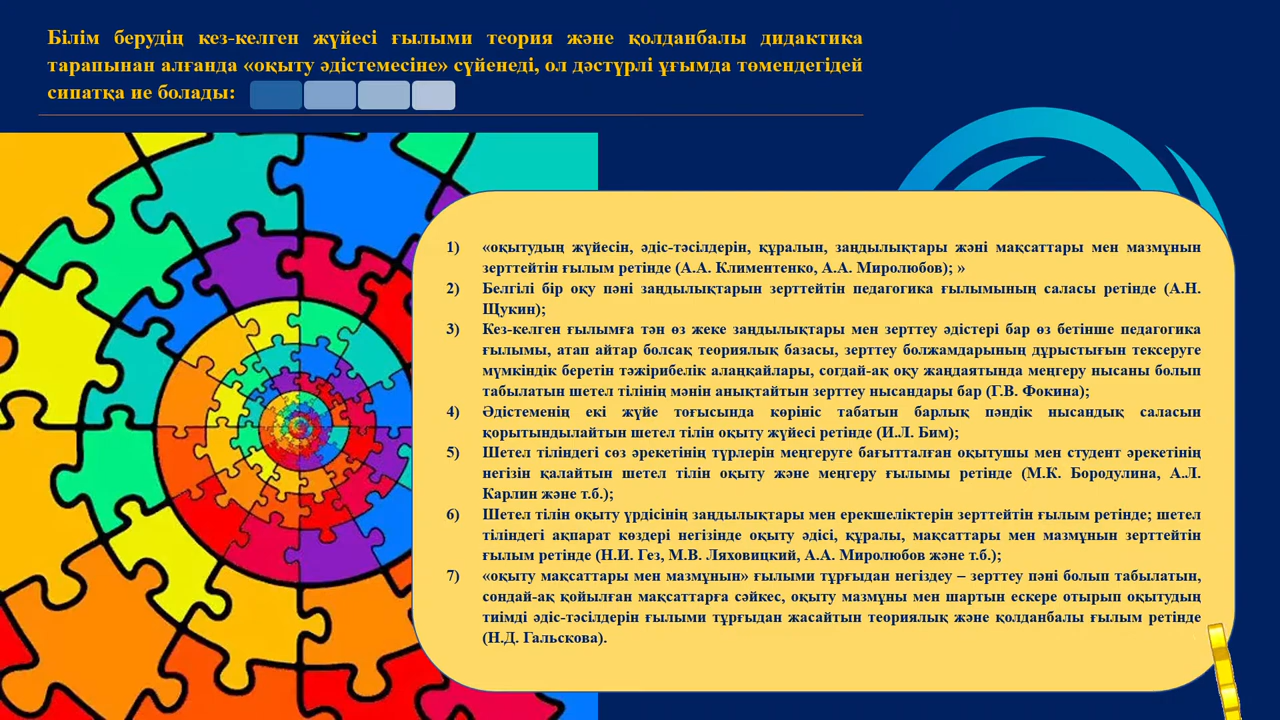 Білім берудің кез-келген жүйесі ғылыми теория және қолданбалы дидактика
тарапынан алғанда «оқыту әдістемесіне» сүйенеді, ол дәстүрлі ұғымда төмендегідей
сипатқа ие болады:
1) «оқытудың жүйесін, әдіс-тәсілдерін, құралын, заңдылықтары жәні мақсаттары мен мазмұнын
зерттейтін ғылым ретінде (А.А. Климентенко, А.А. Миролюбов); »
2) Белгілі бір оқу пәні заңдылықтарын зерттейтін педагогика ғылымының саласы ретінде (А.Н.
Щукин);
3) Кез-келген ғылымға тән өз жеке заңдылықтары мен зерттеу әдістері бар өз бетінше педагогика
ғылымы, атап айтар болсақ теориялық базасы, зерттеу болжамдарының дұрыстығын тексеруге
мүмкіндік беретін тәжірибелік алаңқайлары, согдай-ақ оқу жаңдаятында меңгеру нысаны болып
табылатын шетел тілінің мәнін анықтайтын зерттеу нысандары бар (Г.В. Фокина);
4) Әдістеменің екі жүйе тоғысында көрініс табатын барлық пәндік нысандық саласын
қорытындылайтын шетел тілін оқыту жүйесі ретінде (И.Л. Бим);
5) Шетел тіліндегі сөз әрекетінің түрлерін меңгеруге бағытталған оқытушы мен студент әрекетінің
негізін қалайтын шетел тілін оқыту және меңгеру ғылымы ретінде (М.К. Бородулина, А.Л.
Карлин және т.б.);
6) Шетел тілін оқыту үрдісінің заңдылықтары мен ерекшеліктерін зерттейтін ғылым ретінде; шетел
тіліндегі ақпарат көздері негізінде оқыту әдісі, құралы, мақсаттары мен мазмұнын зерттейтін
ғылым ретінде (Н.И. Гез, М.В. Ляховицкий, А.А. Миролюбов және т.б.);
7) «оқыту мақсаттары мен мазмұнын» ғылыми тұрғыдан негіздеу – зерттеу пәні болып табылатын,
сондай-ақ қойылған мақсаттарға сәйкес, оқыту мазмұны мен шартын ескере отырып оқытудың
тиімді әдіс-тәсілдерін ғылыми тұрғыдан жасайтын теориялық және қолданбалы ғылым ретінде
(Н.Д. Гальскова).